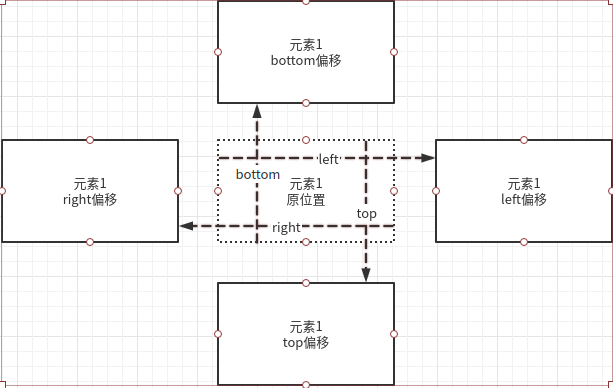 元素1
bottom偏移
元素1
right偏移
left
bottom
元素1
原位置
top
right
元素1
left偏移
元素1
top偏移